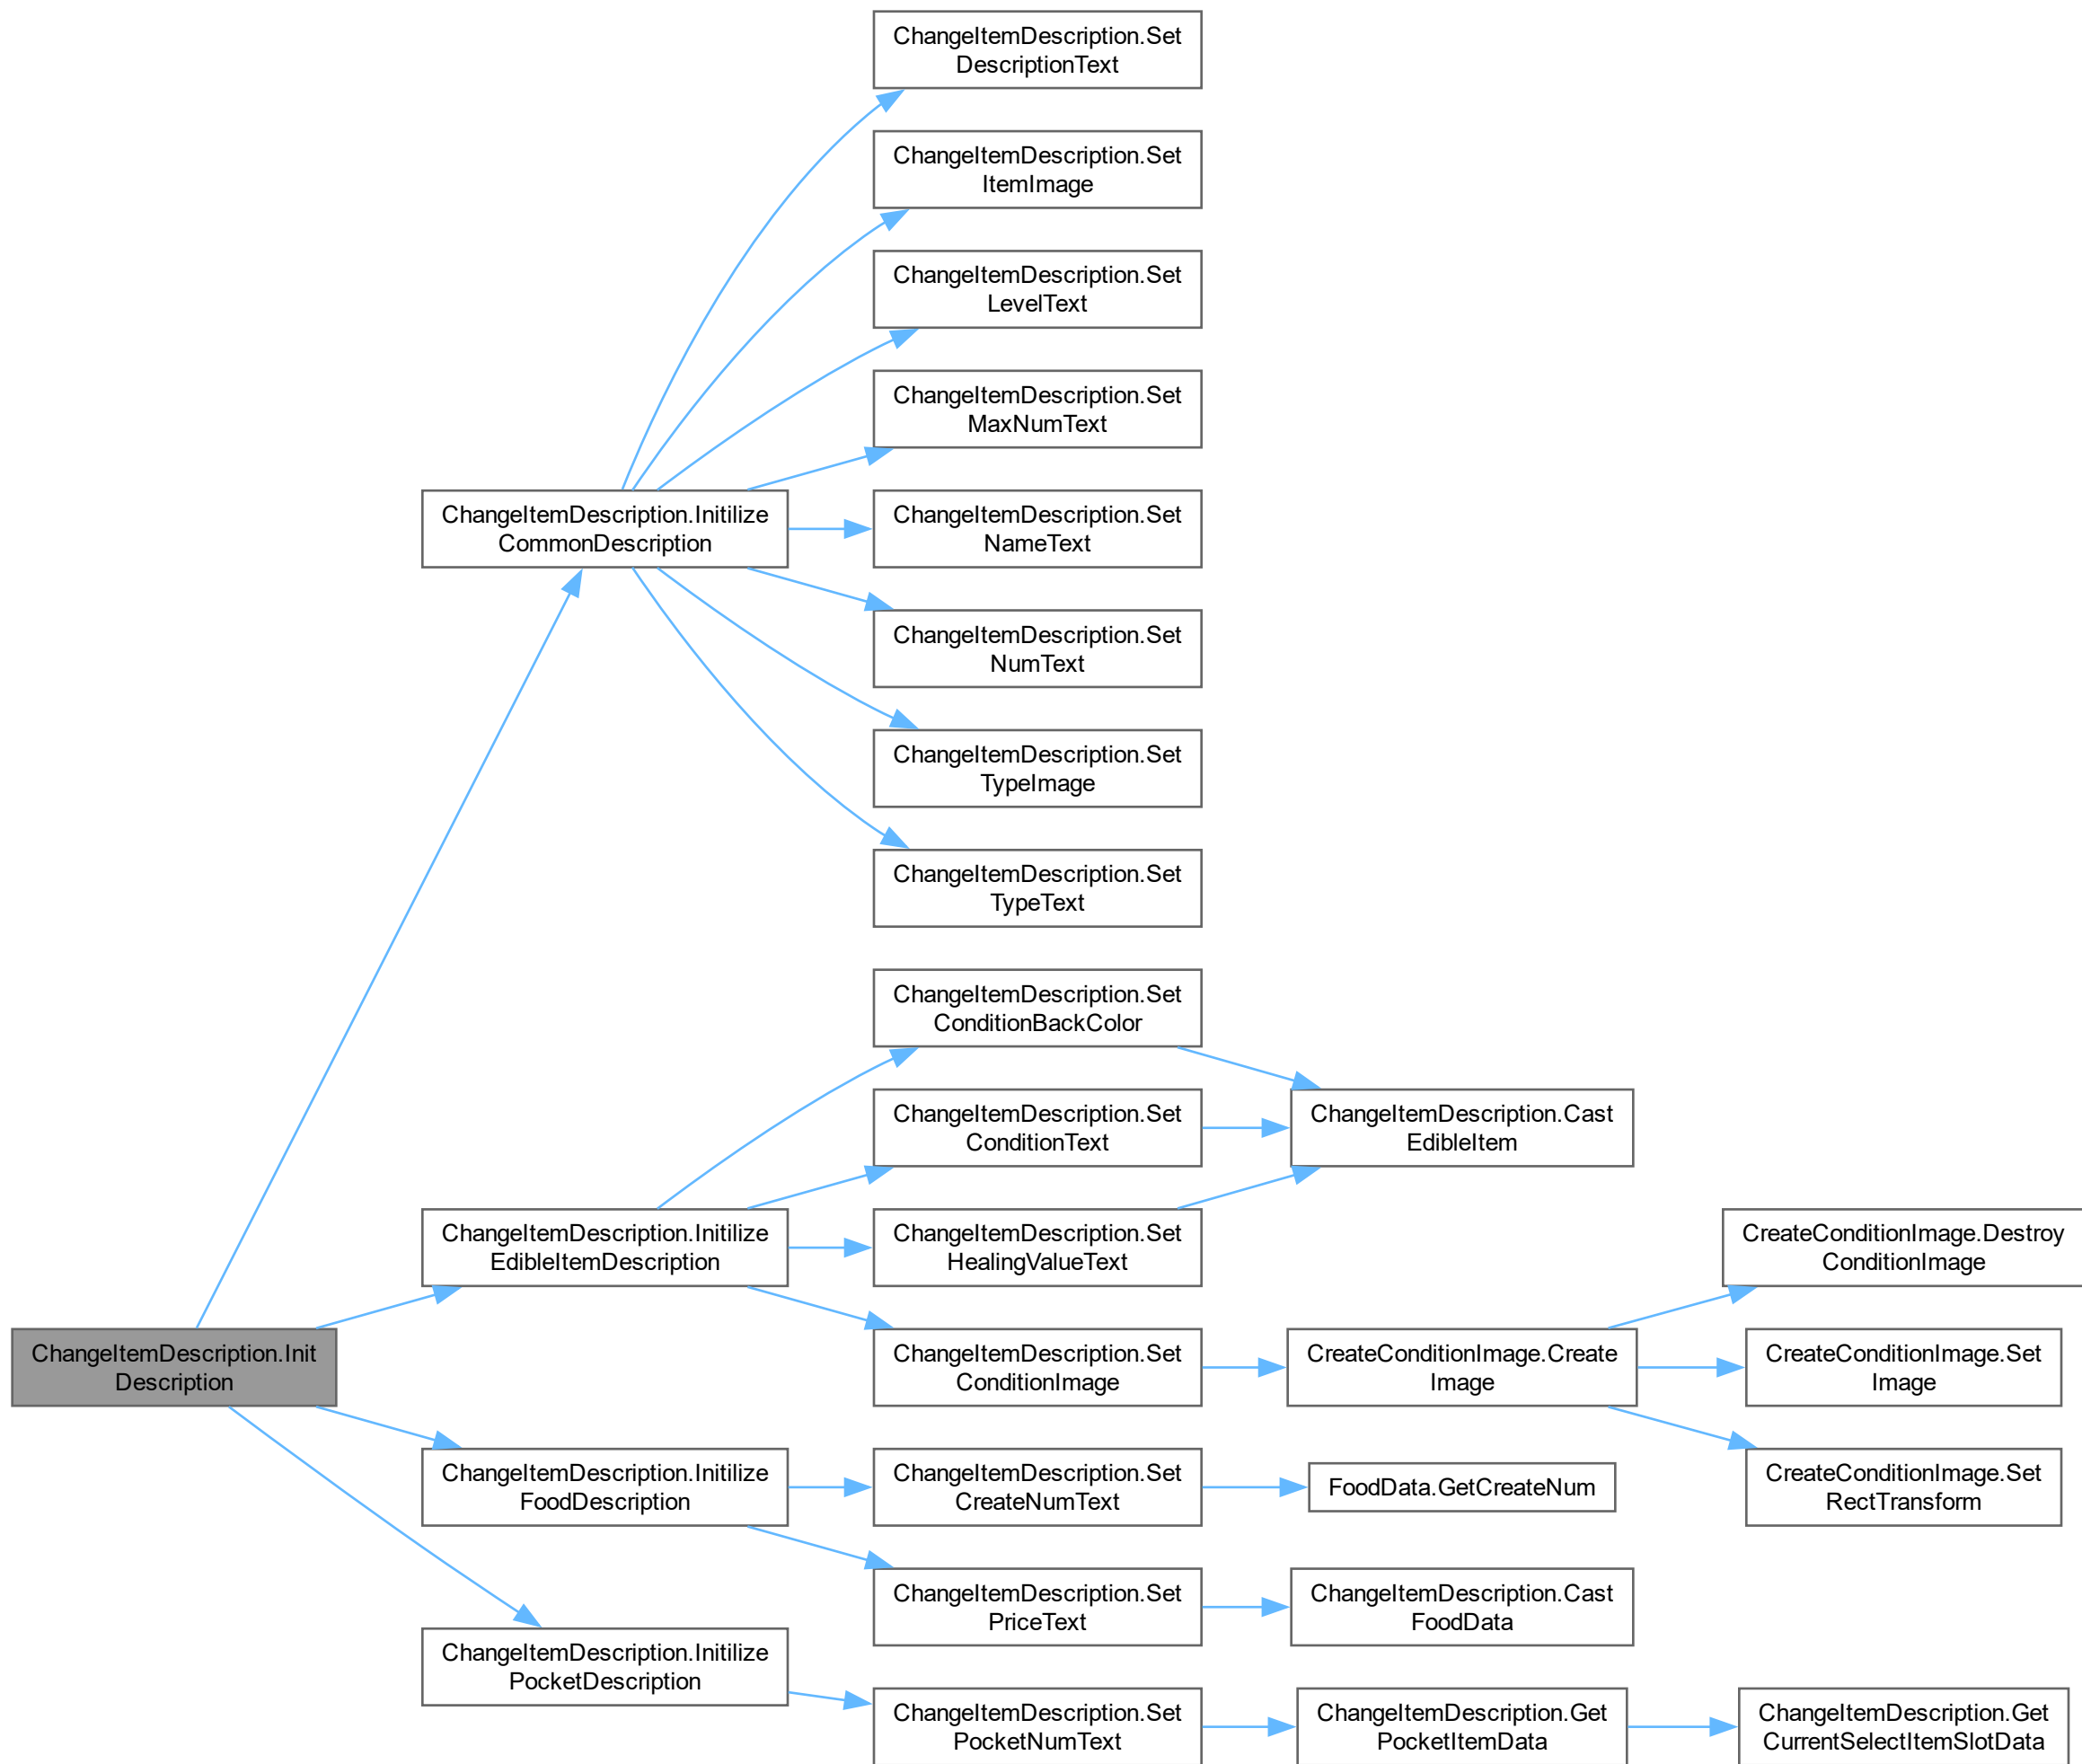 ChangeItemDescription.Set
DescriptionText
ChangeItemDescription.Set
ItemImage
ChangeItemDescription.Set
LevelText
ChangeItemDescription.Set
MaxNumText
ChangeItemDescription.Initilize
CommonDescription
ChangeItemDescription.Set
NameText
ChangeItemDescription.Set
NumText
ChangeItemDescription.Set
TypeImage
ChangeItemDescription.Set
TypeText
ChangeItemDescription.Set
ConditionBackColor
ChangeItemDescription.Set
ConditionText
ChangeItemDescription.Cast
EdibleItem
ChangeItemDescription.Initilize
EdibleItemDescription
ChangeItemDescription.Set
HealingValueText
CreateConditionImage.Destroy
ConditionImage
ChangeItemDescription.Init
Description
ChangeItemDescription.Set
ConditionImage
CreateConditionImage.Create
Image
CreateConditionImage.Set
Image
ChangeItemDescription.Initilize
FoodDescription
ChangeItemDescription.Set
CreateNumText
FoodData.GetCreateNum
CreateConditionImage.Set
RectTransform
ChangeItemDescription.Set
PriceText
ChangeItemDescription.Cast
FoodData
ChangeItemDescription.Initilize
PocketDescription
ChangeItemDescription.Set
PocketNumText
ChangeItemDescription.Get
PocketItemData
ChangeItemDescription.Get
CurrentSelectItemSlotData